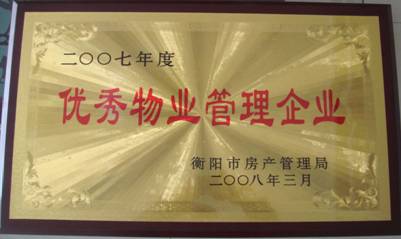 二〇〇七年度
优秀物业管理企业
衡阳市房产管理局
二〇〇八年三月